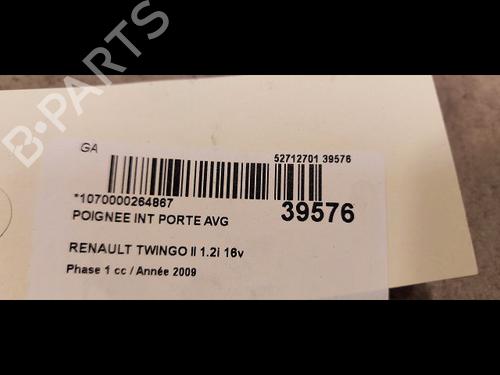 B-PARTS
GA
52712701 39576
*1070000264867
39576
POIGNEE INT PORTE AVG
RENAULT TWINGO II 1.2i 16v
Phase 1 cc / Année 2009